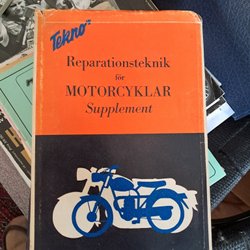 Tekno's
Reparationsteknik
för
MOTORCYKLAR
Supplement